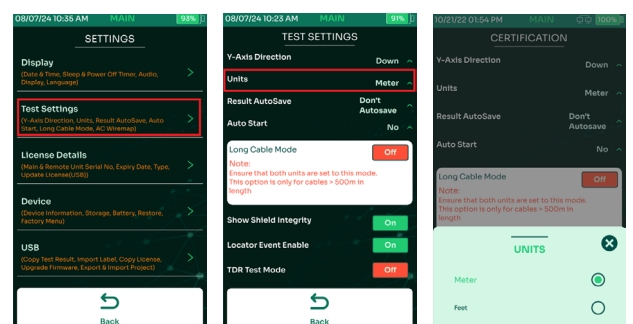 08/07/24 10:35 AM MAIN 93%
SETTINGS
Display
(Date & Time, Sleep & Power Off Timer, Audio,
Display, Language)
Test Settings
(Y-Axis Direction, Units, Result AutoSave, Auto
Start, Long Cable Mode, AC Wiremap)
License Details
(Main & Remote Unit Serial No, Expiry Date, Type,
Update License(USB))
Device
(Device Information, Storage, Battery, Restore,
Factory Menu)
USB
(Copy Test Result, Import Label, Copy License,
Upgrade Firmware, Export & Import Project)
Back
08/07/24 10:23 AM MAIN 91%
TEST SETTINGS
Y-Axis Direction Down
Units Meter
Result AutoSave Don't
Autosave
Auto Start No
Long Cable Mode Off
Note:
Ensure that both units are set to this mode.
This option is only for cables > 500m in
length
Show Shield Integrity On
Locator Event Enable On
TDR Test Mode Off
Back
10/21/22 01:54 PM MAIN 100%
CERTIFICATION
Y-Axis Direction Down
Units Meter
Result AutoSave Don't
Autosave
Auto Start No
Long Cable Mode Off
Note:
Ensure that both units are set to this mode.
This option is only for cables > 500m in
length
UNITS
Meter
Feet